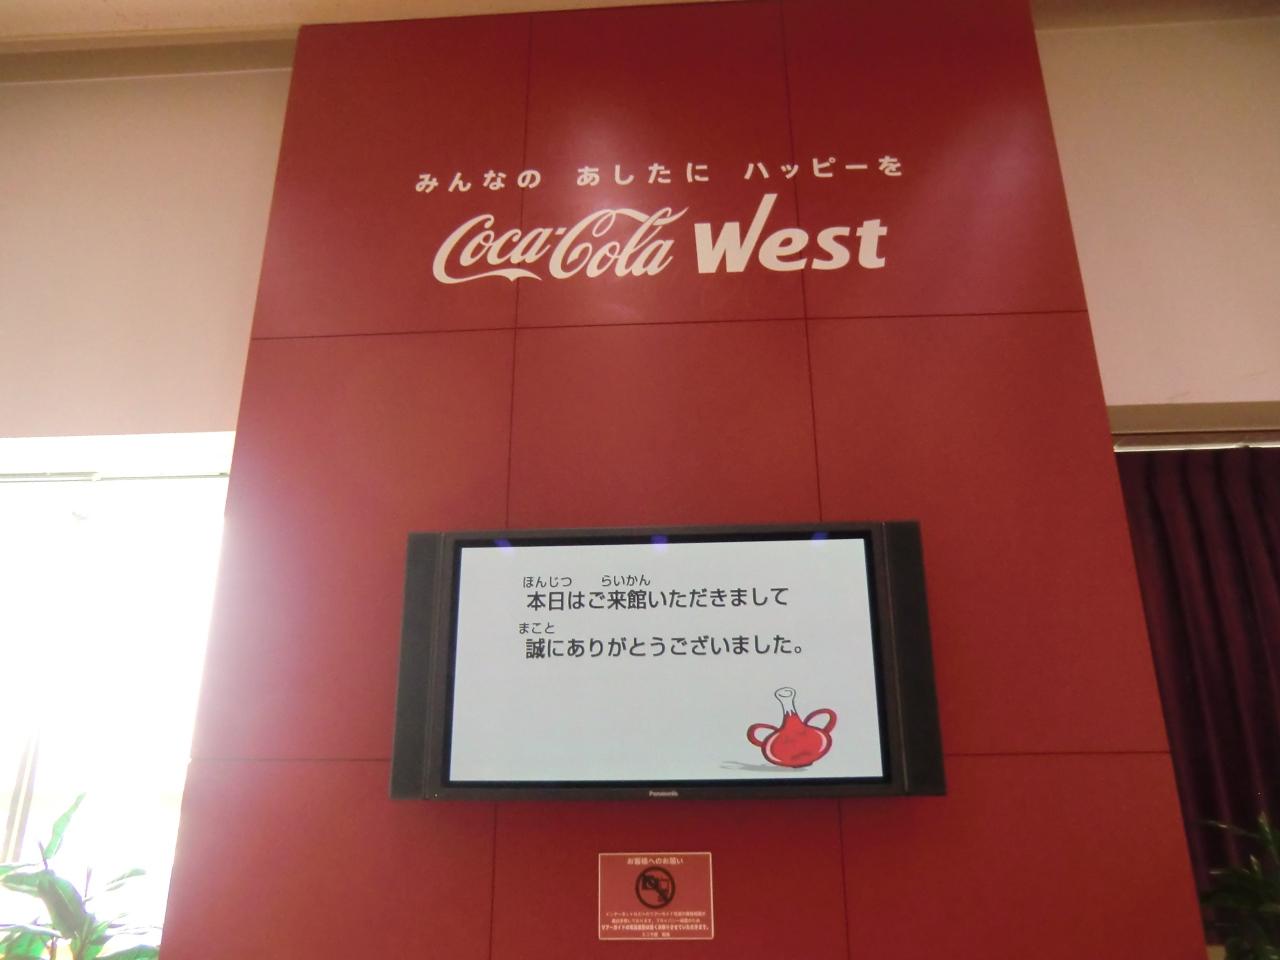 みんなの あしたに ハッピーを
Coca-Cola West
ほんじつ らいかん
本日はご来館いただきまして
まこと
誠にありがとうございました。
Panasonic
お客様へのお願い